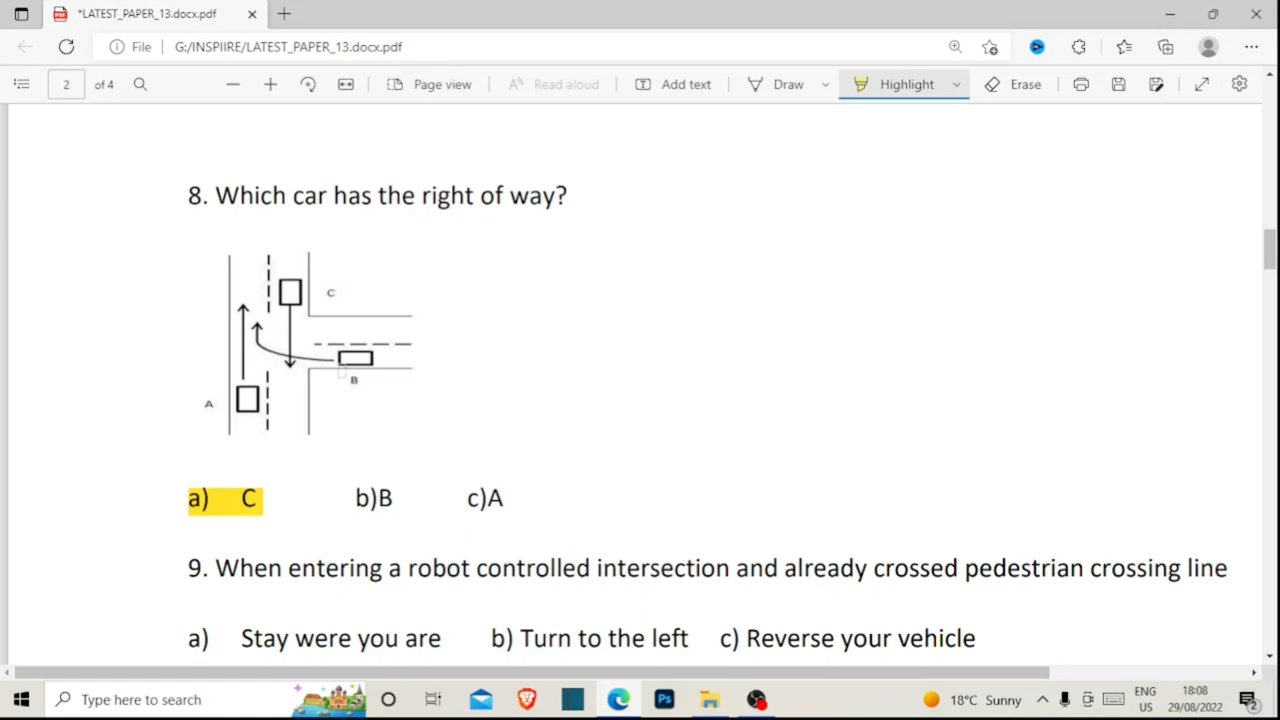 *LATEST_PAPER_13.docx.pdf
File G:/INSPIIRE/LATEST_PAPER_13.docx.pdf
2 of 4 Page view Read aloud Add text Draw Highlight Erase
8. Which car has the right of way?
C
B
A
a) C b)B c)A
9. When entering a robot controlled intersection and already crossed pedestrian crossing line
a) Stay were you are b) Turn to the left c) Reverse your vehicle
Type here to search 18°C Sunny ENG US 18:08 29/08/2022 2